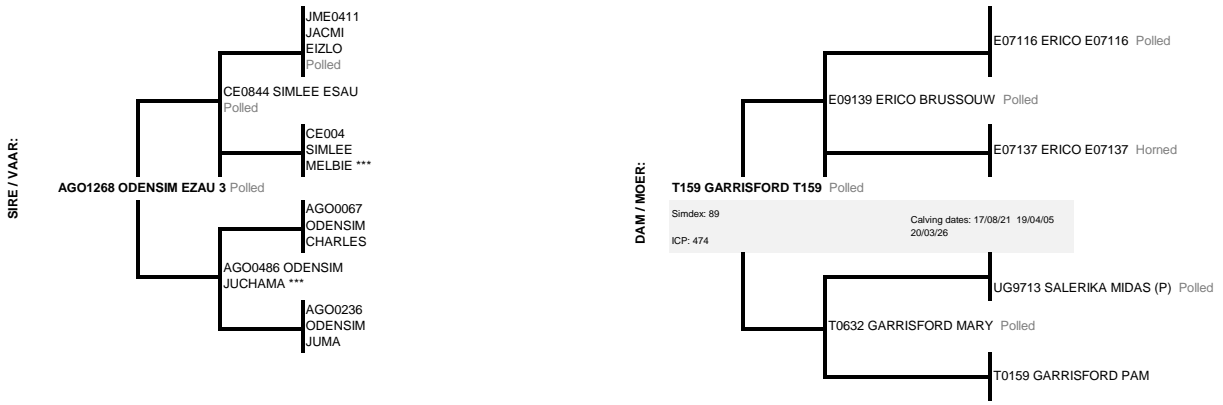 SIRE / VAAR:
JME0411
JACMI
EIZLO
Polled
CE0844 SIMLEE ESAU
Polled
CE004
SIMLEE
MELBIE ***
AGO1268 ODENSIM EZAU 3 Polled
AGO0067
ODENSIM
CHARLES
AGO0486 ODENSIM
JUCHAMA ***
AGO0236
ODENSIM
JUMA
DAM / MOER:
E07116 ERICO E07116 Polled
E09139 ERICO BRUSSOUW Polled
E07137 ERICO E07137 Horned
T159 GARRISFORD T159 Polled
Simdex: 89
ICP: 474
Calving dates: 17/08/21 19/04/05
20/03/26
UG9713 SALERIKA MIDAS (P) Polled
T0632 GARRISFORD MARY Polled
T0159 GARRISFORD PAM